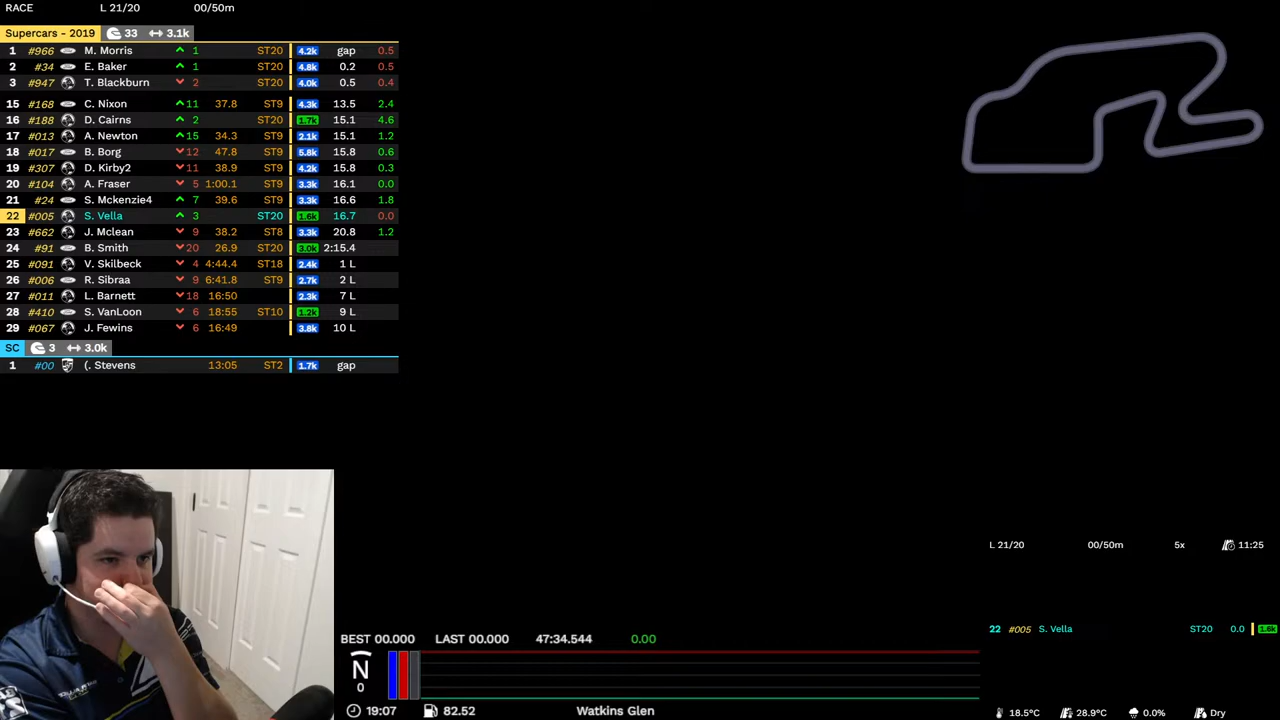 RACE L 21/20 00/50m
Supercars - 2019 33 3.1k
1 #966 M. Morris 1 ST20 4.2k gap 0.5
2 #34 E. Baker 1 ST20 4.8k 0.2 0.5
3 #947 T. Blackburn 2 ST20 4.0k 0.5 0.4
15 #168 C. Nixon 11 37.8 ST9 4.3k 13.5 2.4
16 #188 D. Cairns 2 ST20 1.7k 15.1 4.6
17 #013 A. Newton 15 34.3 ST9 2.1k 15.1 1.2
18 #017 B. Borg 12 47.8 ST9 5.8k 15.8 0.6
19 #307 D. Kirby2 11 38.9 ST9 4.2k 15.8 0.3
20 #104 A. Fraser 5 1:00.1 ST9 3.3k 16.1 0.0
21 #24 S. Mckenzie4 7 39.6 ST9 3.3k 16.6 1.8
22 #005 S. Vella 3 ST20 1.6k 16.7 0.0
23 #662 J. Mclean 9 38.2 ST8 3.3k 20.8 1.2
24 #91 B. Smith 20 26.9 ST20 3.0k 2:15.4
25 #091 V. Skilbeck 4 4:44.4 ST18 2.4k 1 L
26 #006 R. Sibraa 9 6:41.8 ST9 2.7k 2 L
27 #011 L. Barnett 18 16:50 2.3k 7 L
28 #410 S. VanLoon 6 18:55 ST10 1.2k 9 L
29 #067 J. Fewins 6 16:49 3.8k 10 L
SC 3 3.0k
1 #00 (. Stevens 13:05 ST2 1.7k gap
L 21/20 00/50m 5x 11:25
22 #005 S. Vella ST20 0.0 1.6k
BEST 00.000 LAST 00.000 47:34.544 0.00
N
0
19:07 82.52 Watkins Glen
18.5°C 28.9°C 0.0% Dry